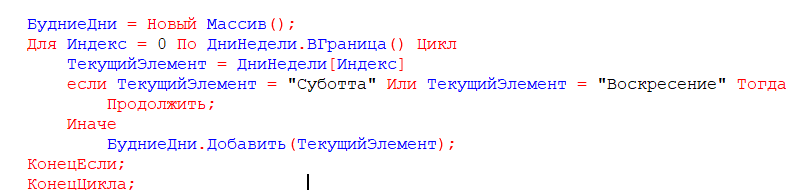 БудниеДни = Новый Массив();
Для Индекс = 0 По ДниНедели.ВГраница() Цикл
ТекущийЭлемент = ДниНедели[Индекс]
если ТекущийЭлемент = "Суботта" Или ТекущийЭлемент = "Воскресение" Тогда
Продолжить;
Иначе
БудниеДни.Добавить(ТекущийЭлемент);
КонецЕсли;
КонецЦикла;